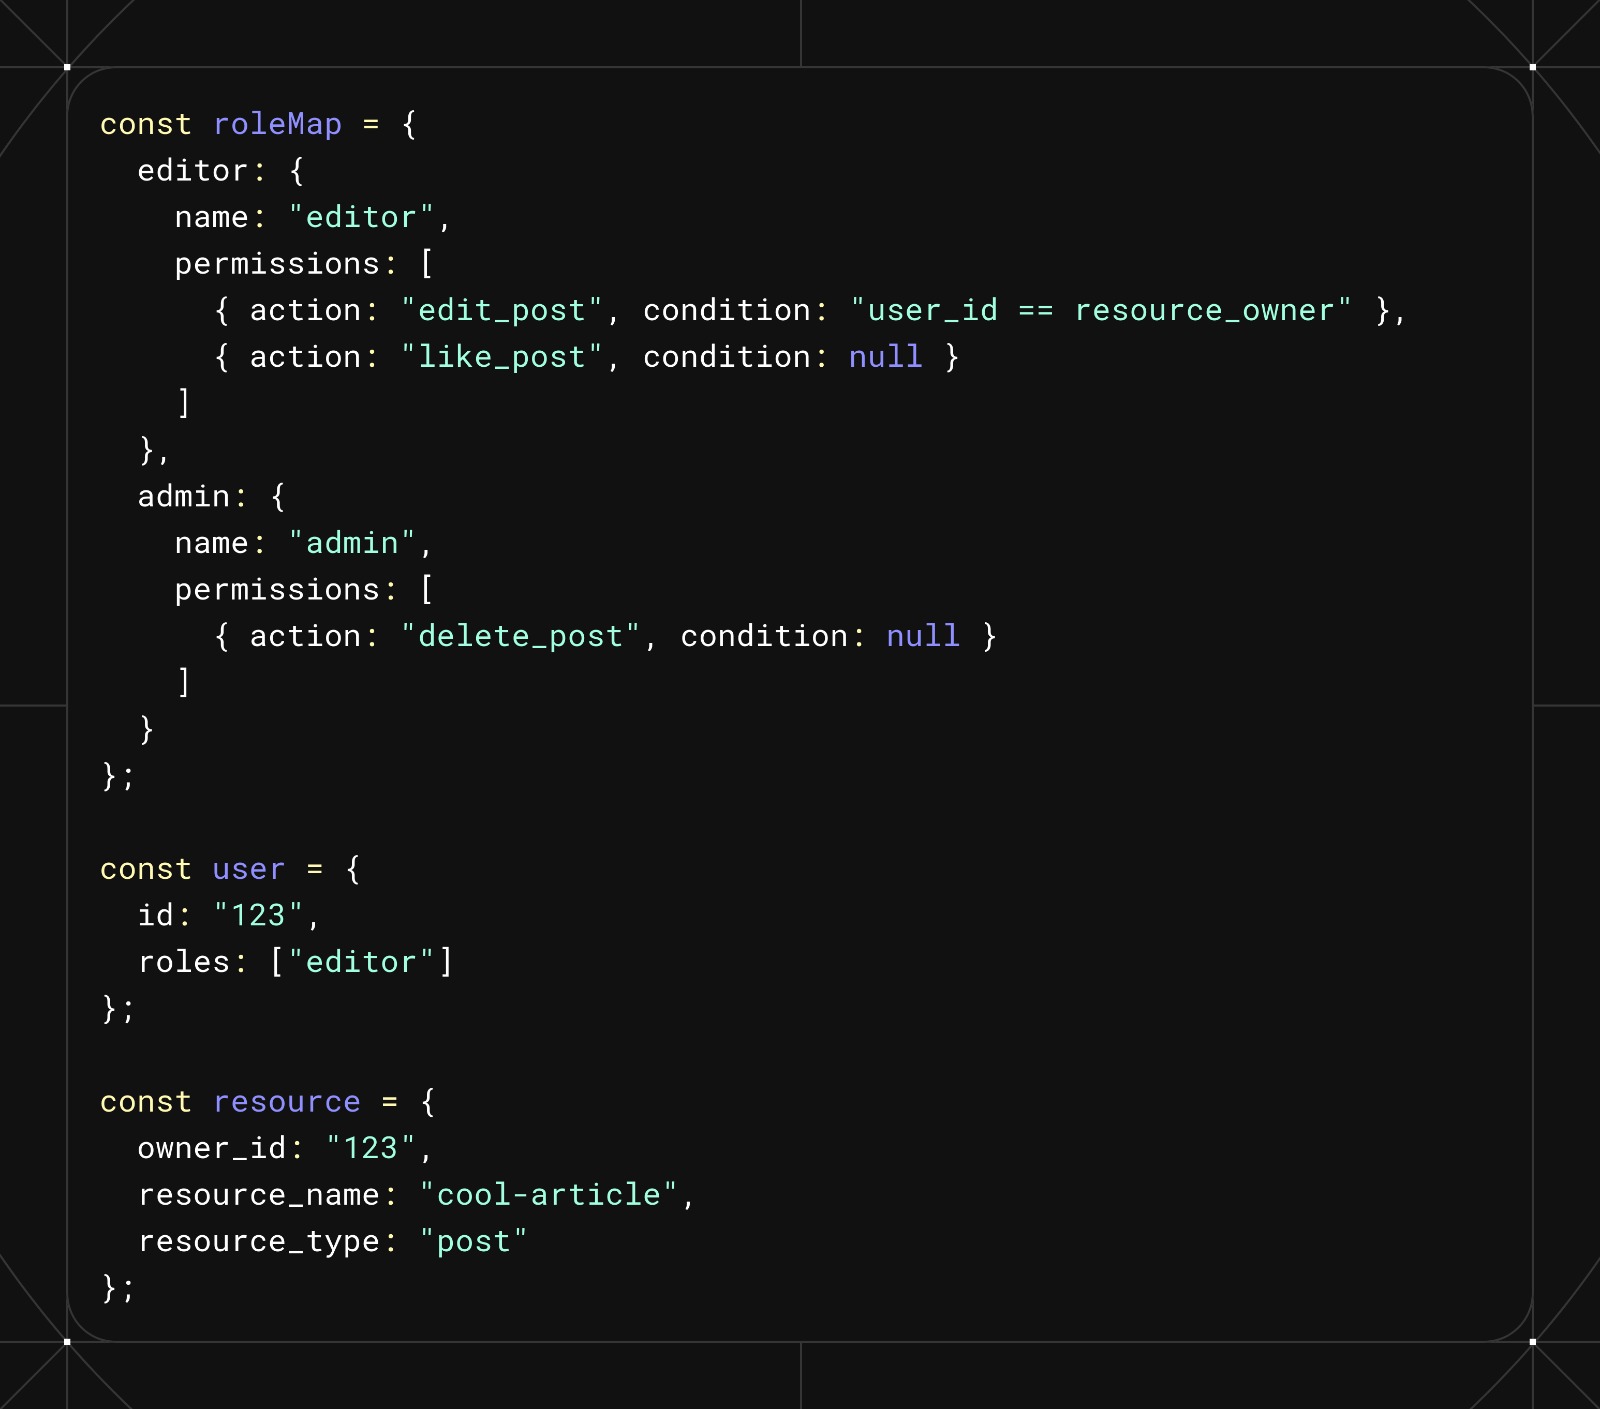 const roleMap = {
  editor: {
    name: "editor",
    permissions: [
      { action: "edit_post", condition: "user_id == resource_owner" },
      { action: "like_post", condition: null }
    ]
  },
  admin: {
    name: "admin",
    permissions: [
      { action: "delete_post", condition: null }
    ]
  }
};

const user = {
  id: "123",
  roles: ["editor"]
};

const resource = {
  owner_id: "123",
  resource_name: "cool-article",
  resource_type: "post"
};